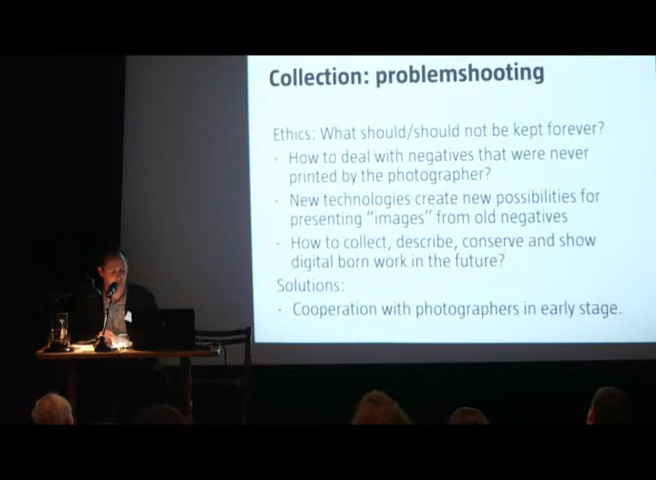 Collection: problemshooting
Ethics: What should/should not be kept forever?
- How to deal with negatives that were never
printed by the photographer?
- New technologies create new possibilities for
presenting “images” from old negatives
- How to collect, describe, conserve and show
digital born work in the future?
Solutions:
- Cooperation with photographers in early stage.